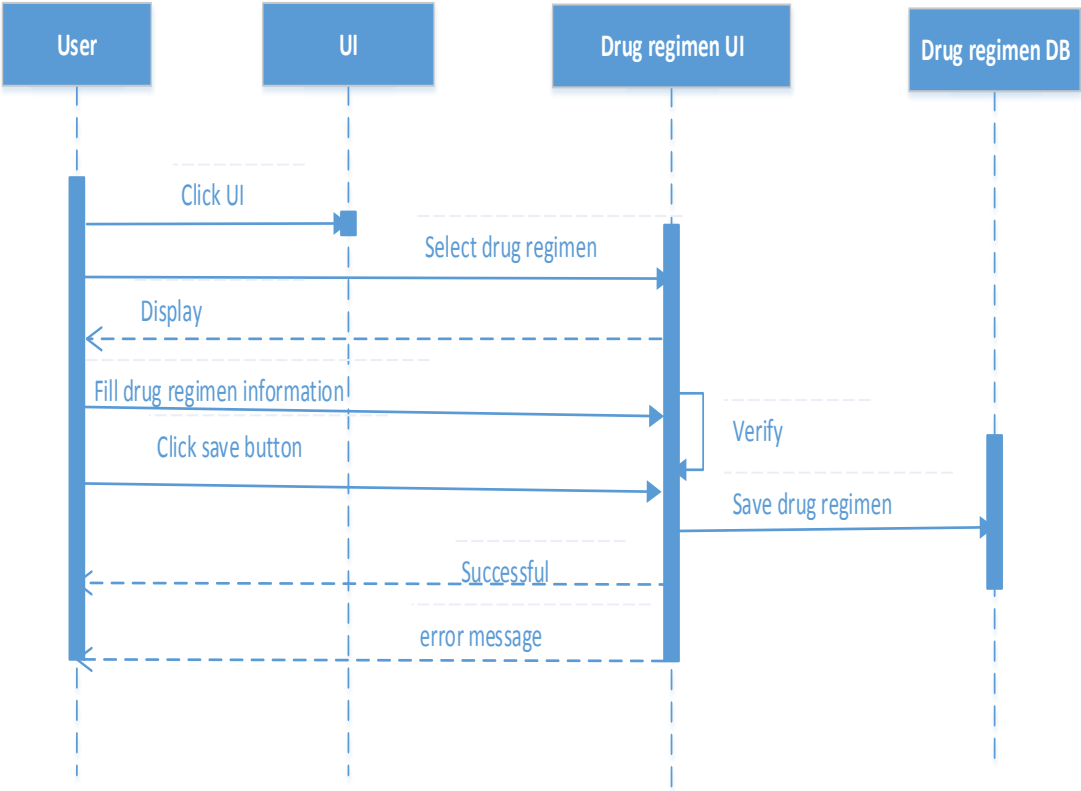 User
UI
Drug regimen UI
Drug regimen DB
Click UI
Select drug regimen
Display
Fill drug regimen information
Verify
Click save button
Save drug regimen
Successful
error message